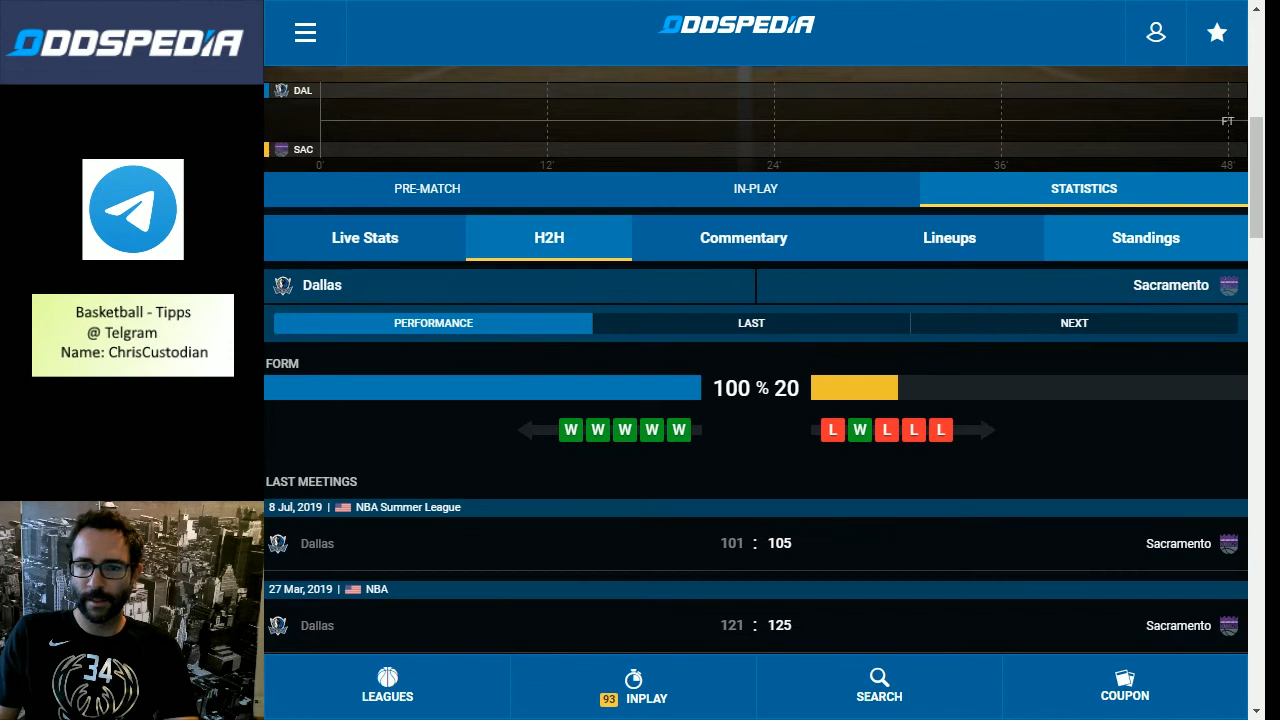 ODDSPEDIA
Basketball - Tipps
@ Telgram
Name: ChrisCustodian
34
ODDSPEDIA
DAL
SAC
FT
0' 12' 24' 36' 48'
PRE-MATCH IN-PLAY STATISTICS
Live Stats H2H Commentary Lineups Standings
Dallas Sacramento
PERFORMANCE LAST NEXT
FORM
100 % 20
W W W W W L W L L L
LAST MEETINGS
8 Jul, 2019 | NBA Summer League
Dallas 101 : 105 Sacramento
27 Mar, 2019 | NBA
Dallas 121 : 125 Sacramento
LEAGUES 93 INPLAY SEARCH COUPON